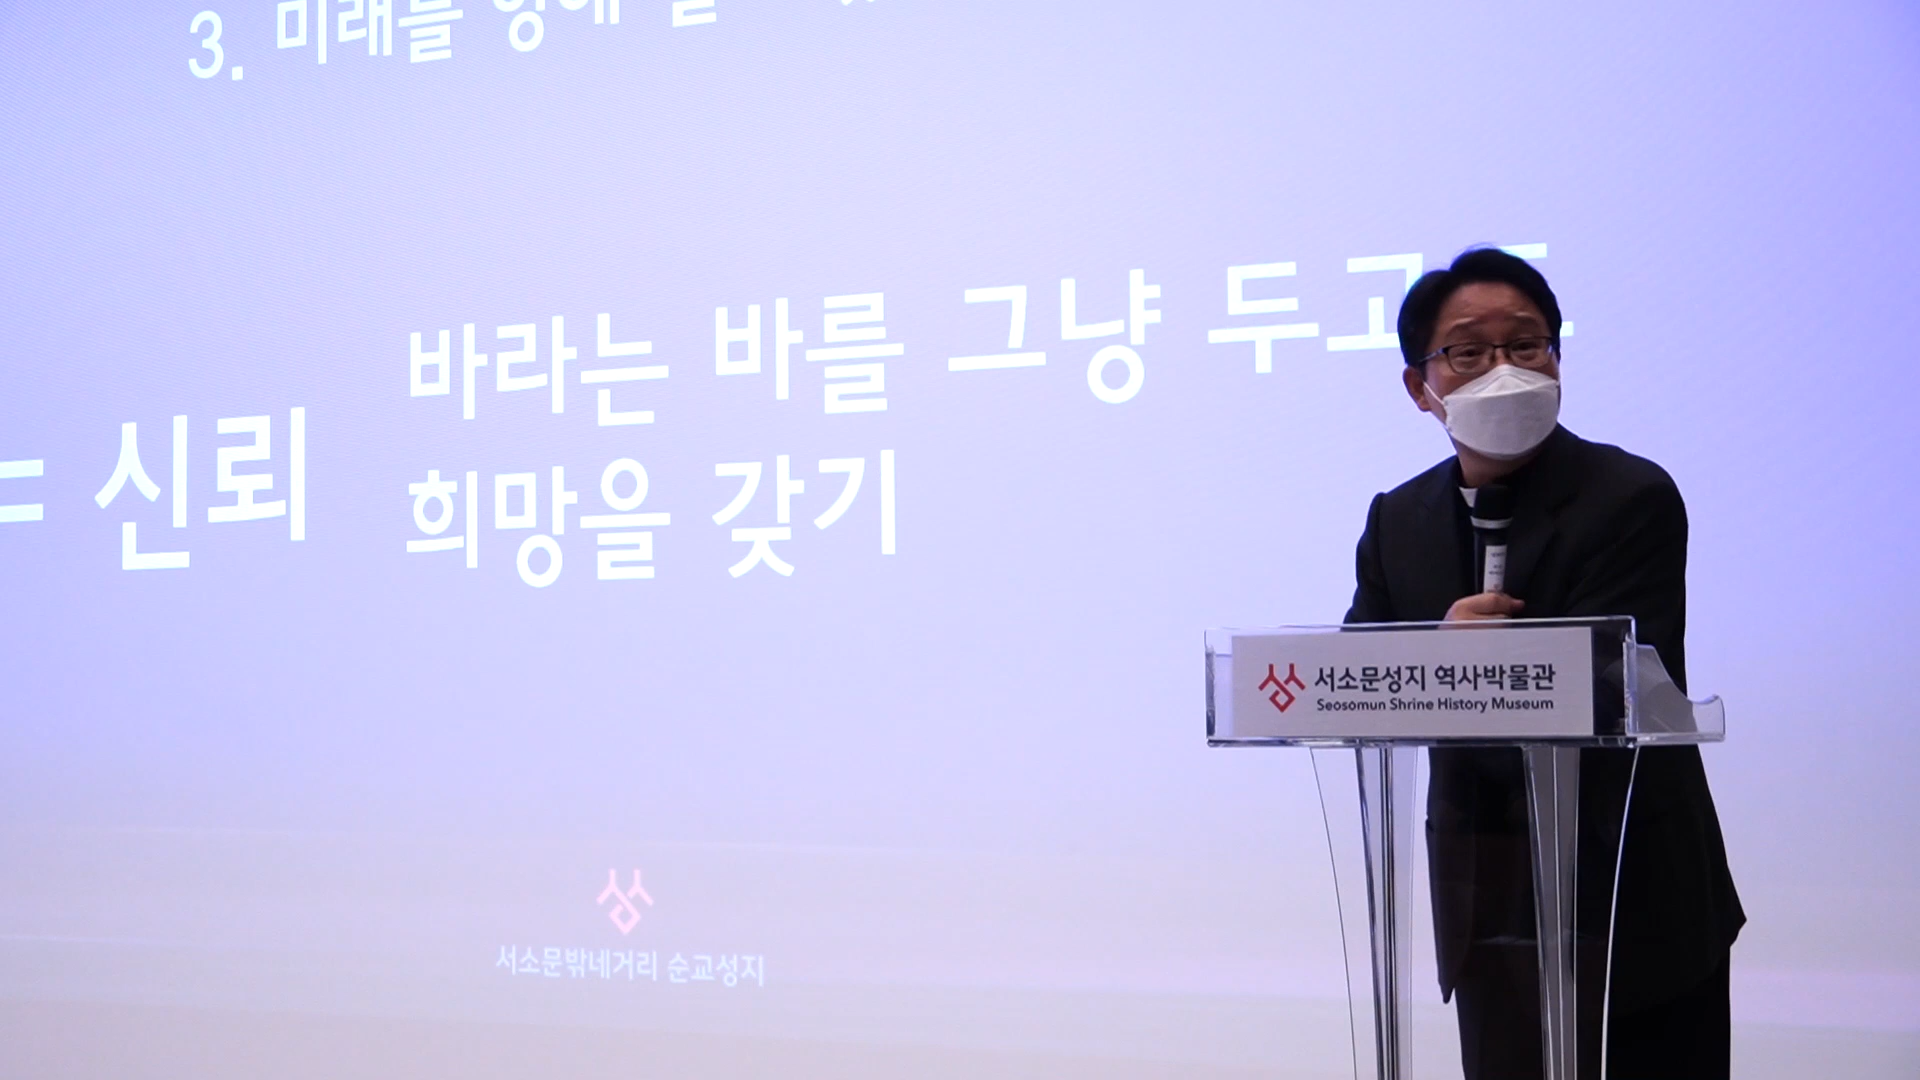 3. 미래를 향해
바라는 바를 그냥 두고도
= 신뢰
희망을 갖기
서소문성지 역사박물관
Seosomun Shrine History Museum
서소문밖네거리 순교성지